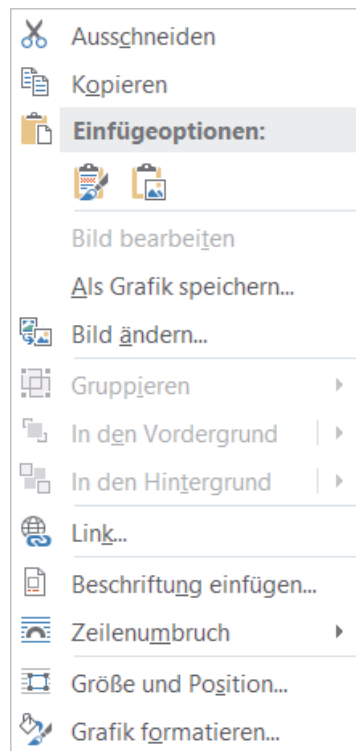 Ausschneiden
Kopieren
Einfügeoptionen:
Bild bearbeiten
Als Grafik speichern...
Bild ändern...
Gruppieren
In den Vordergrund
In den Hintergrund
Link...
Beschriftung einfügen...
Zeilenumbruch
Größe und Position...
Grafik formatieren...